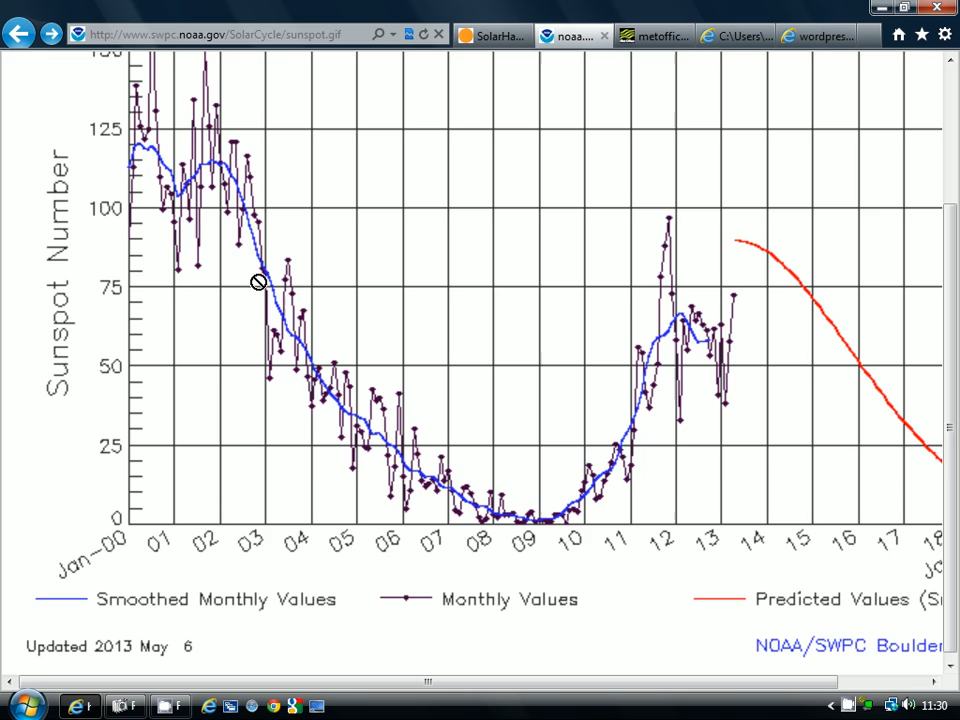 http://www.swpc.noaa.gov/SolarCycle/sunspot.gif
SolarHa...
noaa....
metoffic...
C:\Users\...
wordpres...
125
100
75
50
25
0
Sunspot Number
Jan-00 01 02 03 04 05 06 07 08 09 10 11 12 13 14 15 16 17 18
Smoothed Monthly Values
Monthly Values
Predicted Values (S
Updated 2013 May 6
NOAA/SWPC Boulder
11:30